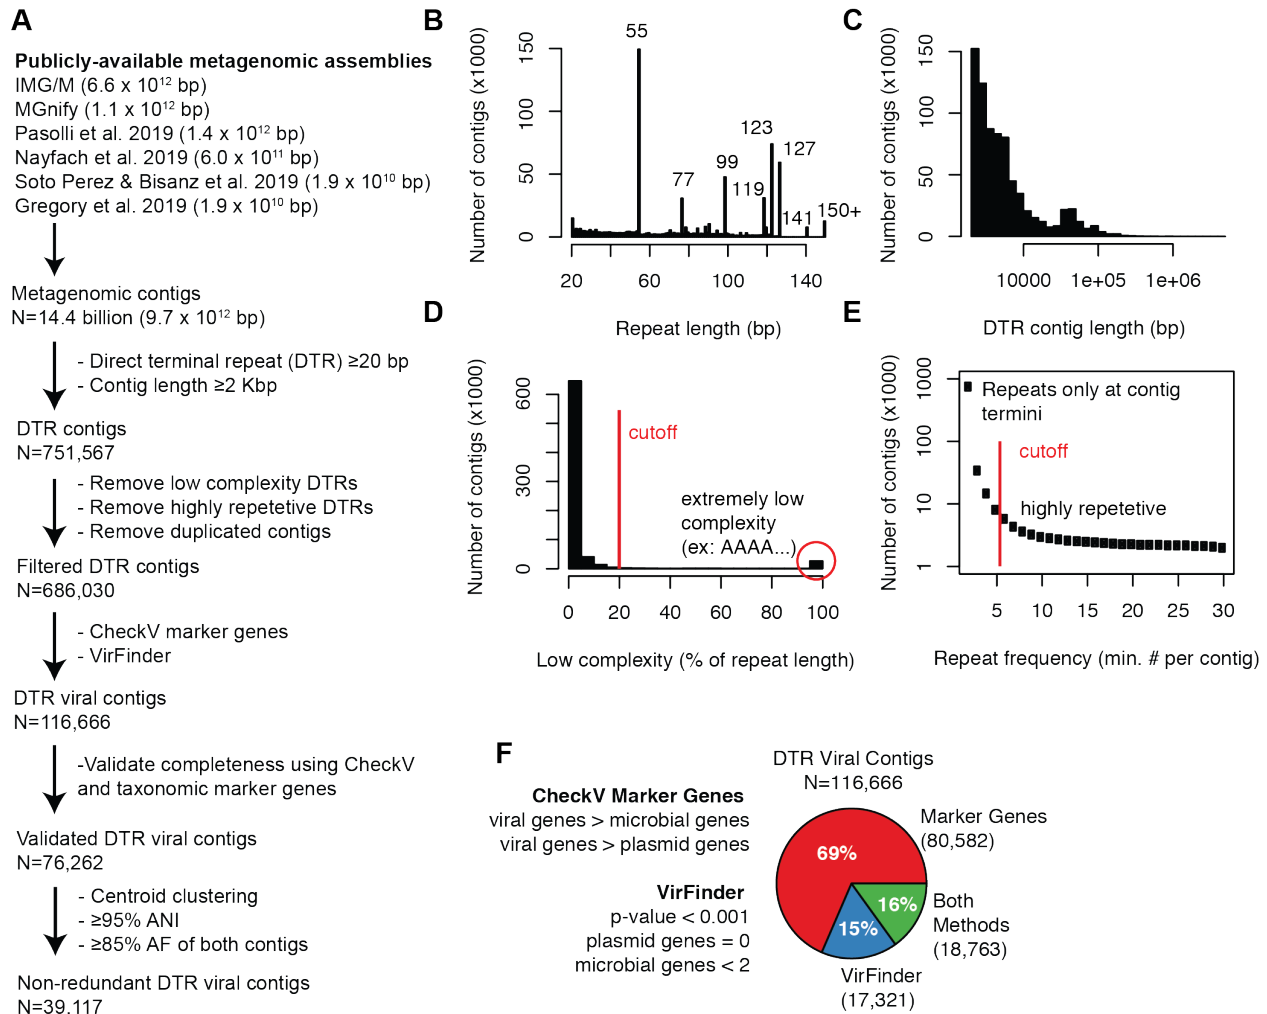 A
Publicly-available metagenomic assemblies
IMG/M (6.6 x 10¹² bp)
MGnify (1.1 x 10¹² bp)
Pasolli et al. 2019 (1.4 x 10¹² bp)
Nayfach et al. 2019 (6.0 x 10¹¹ bp)
Soto Perez & Bisanz et al. 2019 (1.9 x 10¹⁰ bp)
Gregory et al. 2019 (1.9 x 10¹⁰ bp)
Metagenomic contigs
N=14.4 billion (9.7 x 10¹² bp)
- Direct terminal repeat (DTR) ≥20 bp
- Contig length ≥2 Kbp
DTR contigs
N=751,567
- Remove low complexity DTRs
- Remove highly repetetive DTRs
- Remove duplicated contigs
Filtered DTR contigs
N=686,030
- CheckV marker genes
- VirFinder
DTR viral contigs
N=116,666
-Validate completeness using CheckV
and taxonomic marker genes
Validated DTR viral contigs
N=76,262
- Centroid clustering
- ≥95% ANI
- ≥85% AF of both contigs
Non-redundant DTR viral contigs
N=39,117
B
Number of contigs (x1000)
150
100
50
0
55
77
99
119
123
127
141
150+
20
60
100
140
Repeat length (bp)
C
Number of contigs (x1000)
150
100
50
0
10000
1e+05
1e+06
DTR contig length (bp)
D
Number of contigs (x1000)
600
300
0
cutoff
extremely low
complexity
(ex: AAAA...)
0
20
40
60
80
100
Low complexity (% of repeat length)
E
Number of contigs (x1000)
1000
100
10
1
Repeats only at contig
termini
cutoff
highly repetetive
5
10
15
20
25
30
Repeat frequency (min. # per contig)
F
CheckV Marker Genes
viral genes > microbial genes
viral genes > plasmid genes
VirFinder
p-value < 0.001
plasmid genes = 0
microbial genes < 2
DTR Viral Contigs
N=116,666
69%
Marker Genes
(80,582)
16%
Both
Methods
(18,763)
15%
VirFinder
(17,321)